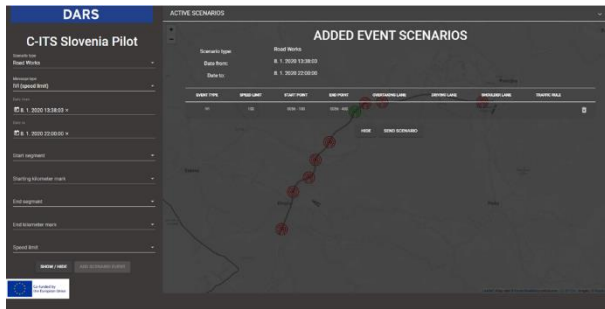 DARS
C-ITS Slovenia Pilot
Scenario type
Road Works
Message type
IVI (speed limit)
Date from
8. 1. 2020 13:38:03
Date to
8. 1. 2020 22:00:00
Start segment
Starting kilometer mark
End segment
End kilometer mark
Speed limit
SHOW / HIDE
ADD SCENARIO EVENT
Co-funded by
the European Union
ACTIVE SCENARIOS
ADDED EVENT SCENARIOS
Scenario type: Road Works
Date from: 8. 1. 2020 13:38:03
Date to: 8. 1. 2020 22:00:00
EVENT TYPE SPEED LIMIT START POINT END POINT OVERTAKING LANE DRIVING LANE SHOULDER LANE TRAFFIC RULE
IVI
HIDE SEND SCENARIO